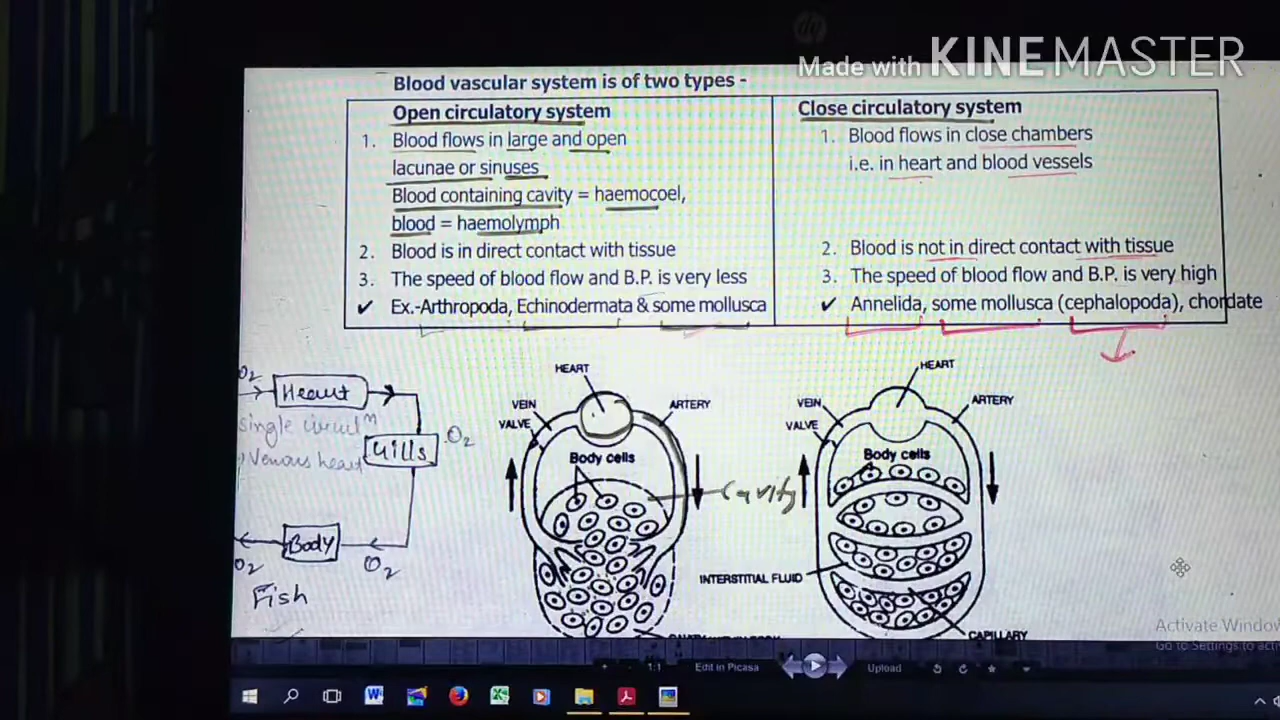 Made with KINEMASTER
Blood vascular system is of two types -
Open circulatory system
1. Blood flows in large and open
lacunae or sinuses
Blood containing cavity = haemocoel,
blood = haemolymph
2. Blood is in direct contact with tissue
3. The speed of blood flow and B.P. is very less
✔ Ex.-Arthropoda, Echinodermata & some mollusca
Close circulatory system
1. Blood flows in close chambers
i.e. in heart and blood vessels
2. Blood is not in direct contact with tissue
3. The speed of blood flow and B.P. is very high
✔ Annelida, some mollusca (cephalopoda), chordate
O2
Heart
single circuitn
Venous heart
Gills
O2
Body
O2
O2
Fish
HEART
VEIN
ARTERY
VALVE
Body cells
Cavity
HEART
VEIN
ARTERY
VALVE
Body cells
INTERSTITIAL FLUID
CAPILLARY
Activate Window
Go to Settings to acti
1:1
Edit in Picasa
Upload